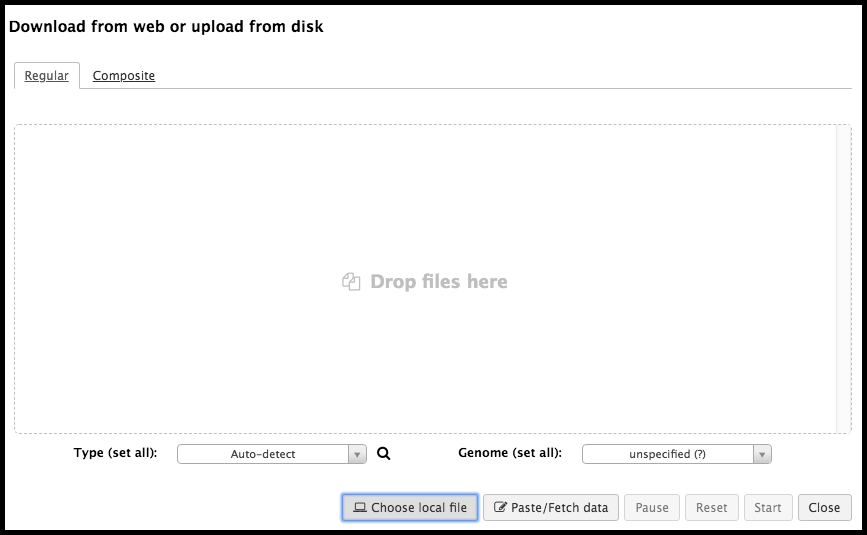 Download from web or upload from disk
Regular Composite
Drop files here
Type (set all): Auto-detect Genome (set all): unspecified (?)
Choose local file Paste/Fetch data Pause Reset Start Close